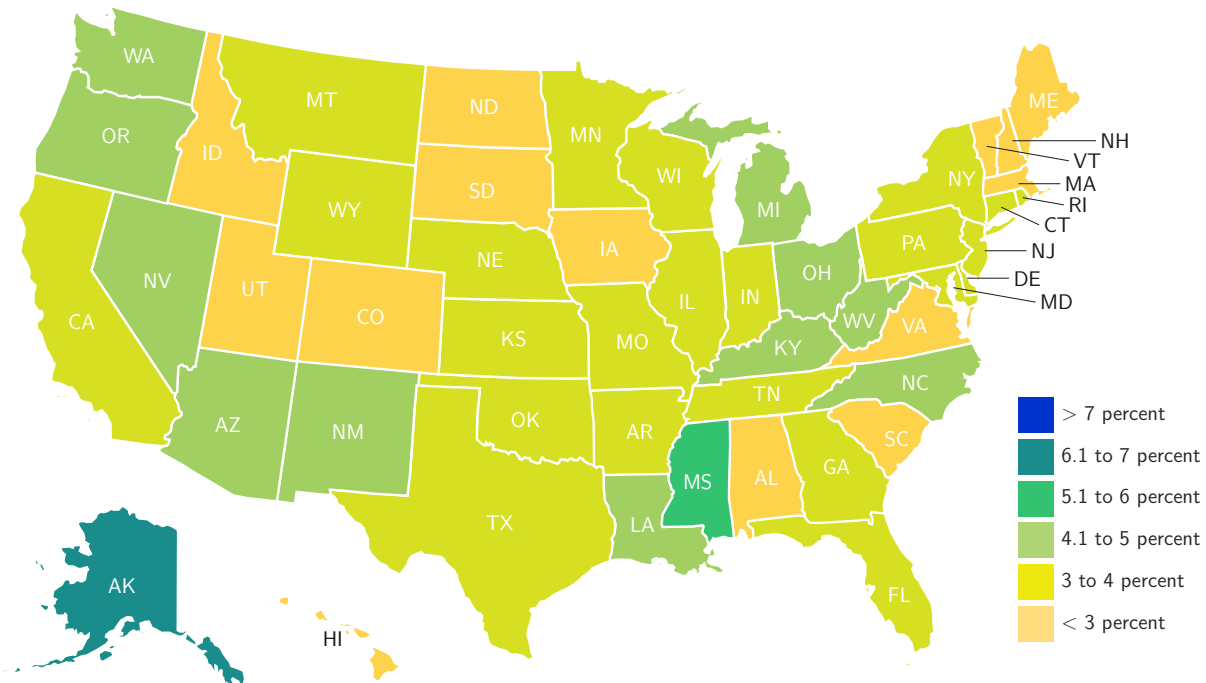 WA
MT
ND
MN
ME
OR
ID
SD
WI
NY
NH
VT
MA
RI
CT
WY
MI
PA
NJ
NE
IA
OH
DE
MD
NV
UT
CO
IL
IN
WV
VA
CA
KS
MO
KY
NC
AZ
NM
OK
AR
TN
SC
TX
LA
MS
AL
GA
FL
AK
HI
> 7 percent
6.1 to 7 percent
5.1 to 6 percent
4.1 to 5 percent
3 to 4 percent
< 3 percent